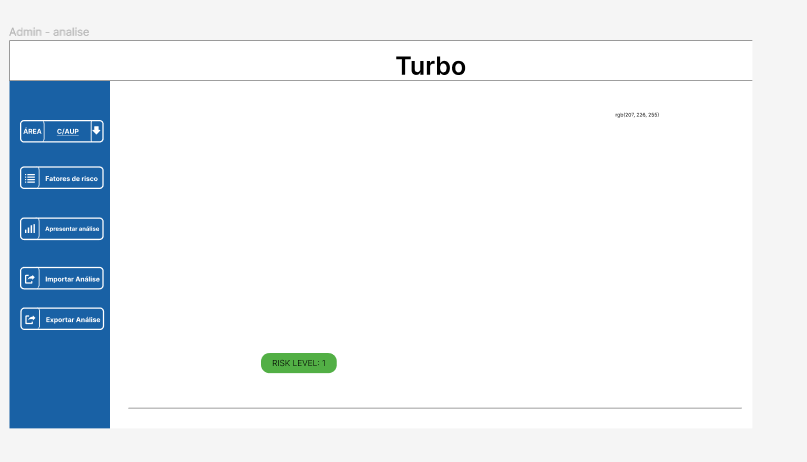 Admin - analise
Turbo
rgb(207, 226, 255)
ÁREA C/AUP
Fatores de risco
Apresentar análise
Importar Análise
Exportar Análise
RISK LEVEL: 1